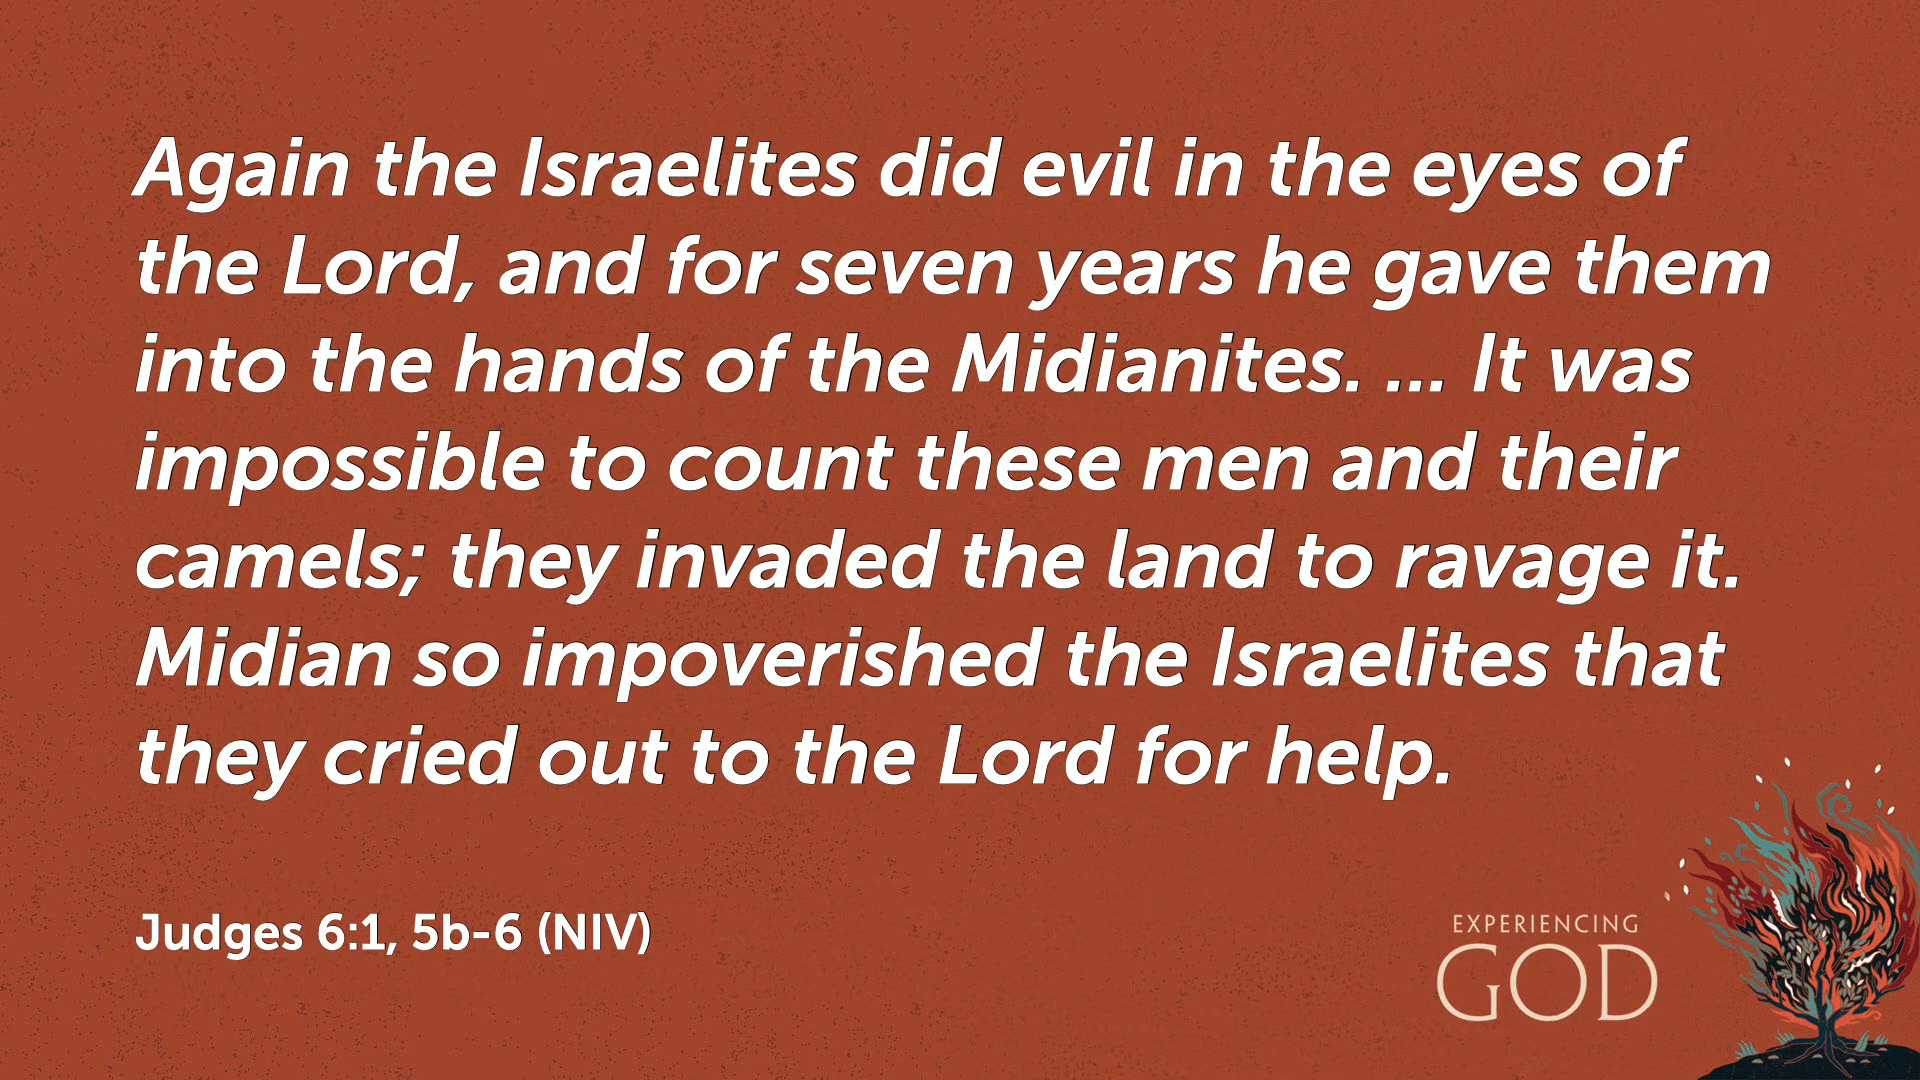 Again the Israelites did evil in the eyes of
the Lord, and for seven years he gave them
into the hands of the Midianites. ... It was
impossible to count these men and their
camels; they invaded the land to ravage it.
Midian so impoverished the Israelites that
they cried out to the Lord for help.
Judges 6:1, 5b-6 (NIV)
EXPERIENCING
GOD